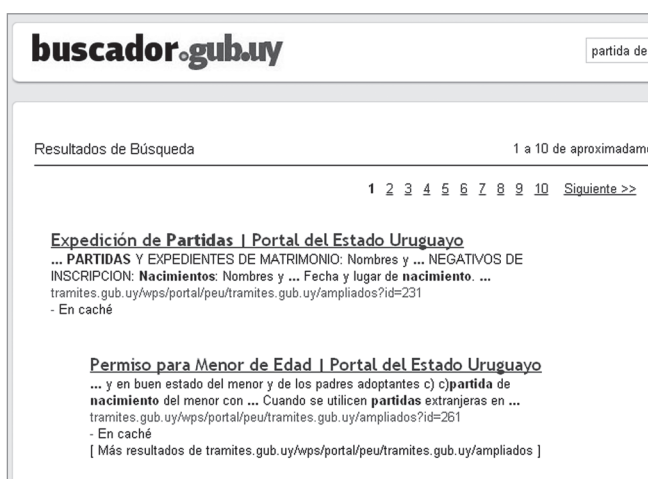 buscador.gub.uy
partida de
Resultados de Búsqueda
1 a 10 de aproximadam
1 2 3 4 5 6 7 8 9 10 Siguiente >>
Expedición de Partidas | Portal del Estado Uruguayo
... PARTIDAS Y EXPEDIENTES DE MATRIMONIO: Nombres y ... NEGATIVOS DE
INSCRIPCION: Nacimientos: Nombres y ... Fecha y lugar de nacimiento. ...
tramites.gub.uy/wps/portal/peu/tramites.gub.uy/ampliados?id=231
- En caché
Permiso para Menor de Edad | Portal del Estado Uruguayo
... y en buen estado del menor y de los padres adoptantes c) c)partida de
nacimiento del menor con ... Cuando se utilicen partidas extranjeras en ...
tramites.gub.uy/wps/portal/peu/tramites.gub.uy/ampliados?id=261
- En caché
[ Más resultados de tramites.gub.uy/wps/portal/peu/tramites.gub.uy/ampliados ]